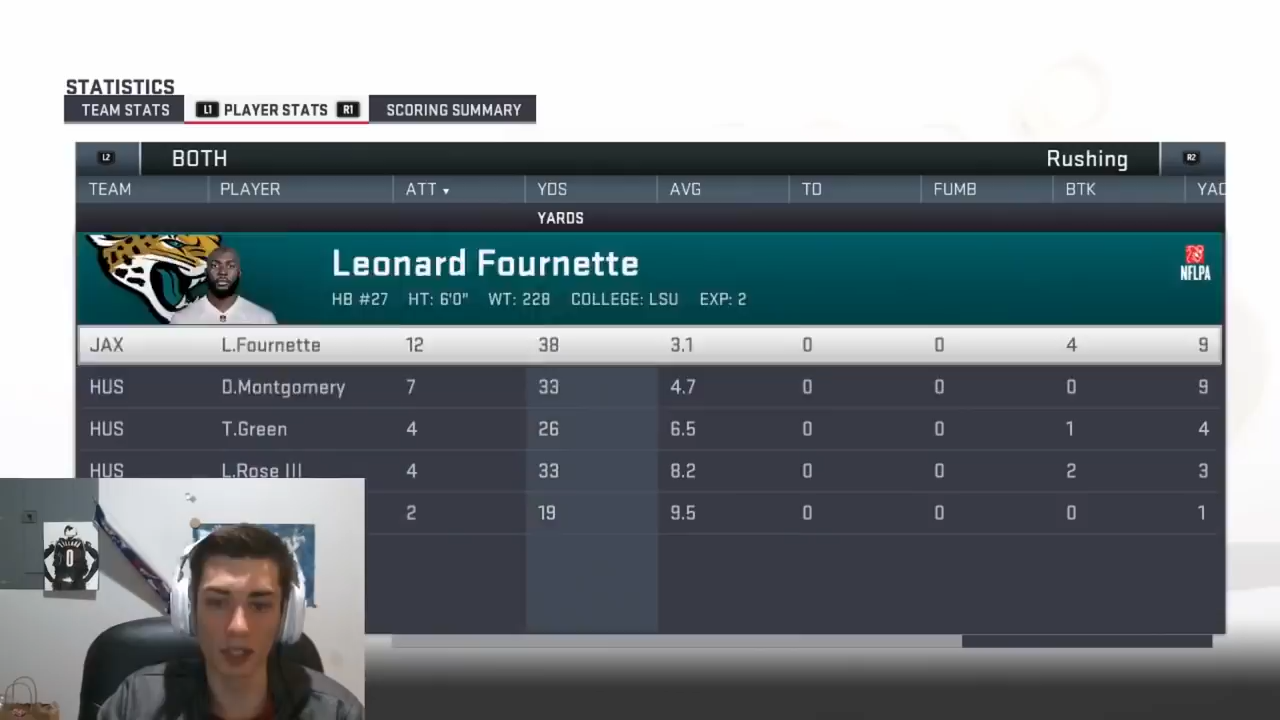 STATISTICS
TEAM STATS L1 PLAYER STATS R1 SCORING SUMMARY
L2 BOTH Rushing R2
TEAM PLAYER ATT YDS AVG TD FUMB BTK YAC
YARDS
Leonard Fournette
HB #27 HT: 6'0" WT: 228 COLLEGE: LSU EXP: 2
NFLPA
JAX L.Fournette 12 38 3.1 0 0 4 9
HUS D.Montgomery 7 33 4.7 0 0 0 9
HUS T.Green 4 26 6.5 0 0 1 4
HUS L.Rose III 4 33 8.2 0 0 2 3
2 19 9.5 0 0 0 1
0